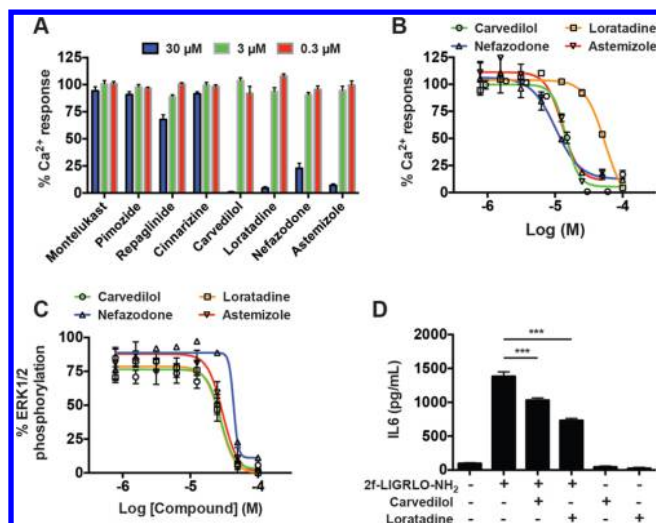 A
30 µM 3 µM 0.3 µM
% Ca²⁺ response
125
100
75
50
25
0
Montelukast
Pimozide
Repaglinide
Cinnarizine
Carvedilol
Loratadine
Nefazodone
Astemizole
B
Carvedilol Loratadine
Nefazodone Astemizole
% Ca²⁺ response
125
100
75
50
25
0
-6 -5 -4
Log (M)
C
Carvedilol Loratadine
Nefazodone Astemizole
% ERK1/2
phosphorylation
100
75
50
25
0
-6 -5 -4
Log [Compound] (M)
D
IL6 (pg/mL)
2000
1500
1000
500
0
***
***
2f-LIGRLO-NH₂ - + + + - -
Carvedilol - - + - + -
Loratadine - - - + - +